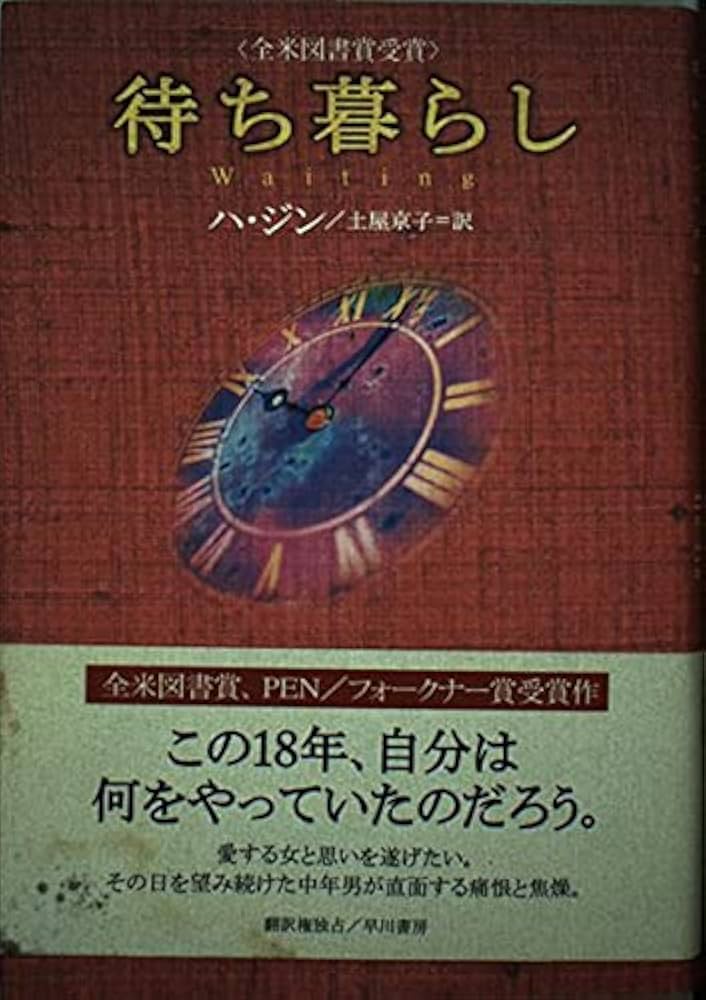 〈全米図書賞受賞〉
待ち暮らし
Waiting
ハ・ジン/土屋京子=訳
X XI XII I
全米図書賞、PEN/フォークナー賞受賞作
この18年、自分は
何をやっていたのだろう。
愛する女と思いを遂げたい。
その日を望み続けた中年男が直面する痛恨と焦燥。
翻訳権独占/早川書房